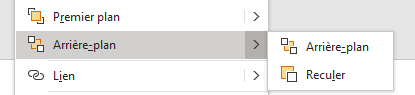 Premier plan
Arrière-plan
Lien
Arrière-plan
Reculer